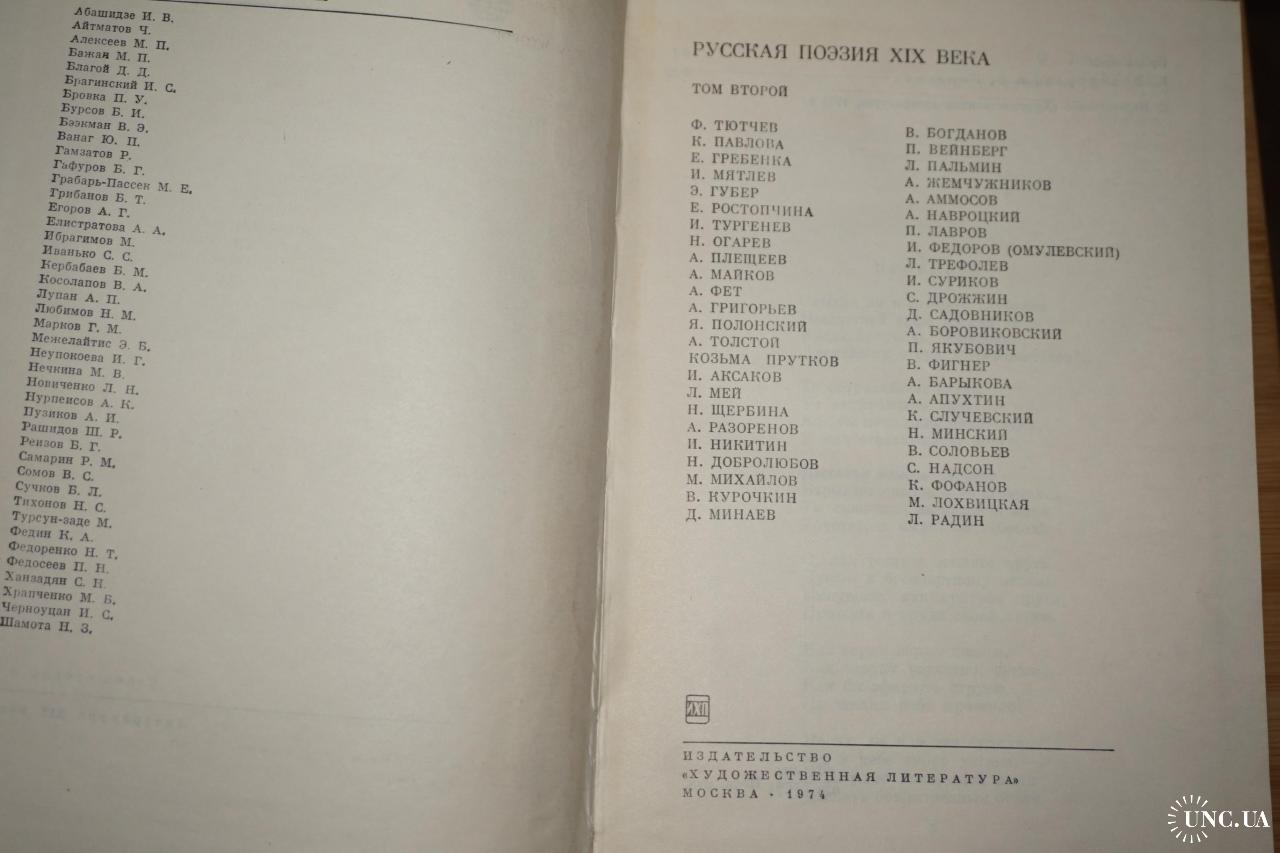 Абашидзе И. В.
Айтматов Ч.
Алексеев М. П.
Бажан М. П.
Благой Д. Д.
Брагинский И. С.
Бровка П. У.
Бурсов Б. И.
Бээкман В. Э.
Ванаг Ю. П.
Гамзатов Р.
Гафуров Б. Г.
Грабарь-Пассек М. Е.
Грибанов Б. Т.
Егоров А. Г.
Елистратова А. А.
Ибрагимов М.
Иванько С. С.
Кербабаев Б. М.
Косолапов В. А.
Лупан А. П.
Любимов Н. М.
Марков Г. М.
Межелайтис Э. Б.
Неупокоева И. Г.
Нечкина М. В.
Новиченко Л. Н.
Нурпеисов А. К.
Пузиков А. И.
Рашидов Ш. Р.
Реизов Б. Г.
Самарин Р. М.
Сомов В. С.
Сучков Б. Л.
Тихонов Н. С.
Турсун-заде М.
Федин К. А.
Федоренко Н. Т.
Федосеев П. Н.
Ханзадян С. Н.
Храпченко М. Б.
Черноуцан И. С.
Шамота Н. З.
РУССКАЯ ПОЭЗИЯ XIX ВЕКА
ТОМ ВТОРОЙ
Ф. ТЮТЧЕВ
К. ПАВЛОВА
Е. ГРЕБЕНКА
И. МЯТЛЕВ
Э. ГУБЕР
Е. РОСТОПЧИНА
И. ТУРГЕНЕВ
Н. ОГАРЕВ
А. ПЛЕЩЕЕВ
А. МАЙКОВ
А. ФЕТ
А. ГРИГОРЬЕВ
Я. ПОЛОНСКИЙ
А. ТОЛСТОЙ
КОЗЬМА ПРУТКОВ
И. АКСАКОВ
Л. МЕЙ
Н. ЩЕРБИНА
А. РАЗОРЕНОВ
И. НИКИТИН
Н. ДОБРОЛЮБОВ
М. МИХАЙЛОВ
В. КУРОЧКИН
Д. МИНАЕВ
В. БОГДАНОВ
П. ВЕЙНБЕРГ
Л. ПАЛЬМИН
А. ЖЕМЧУЖНИКОВ
А. АММОСОВ
А. НАВРОЦКИЙ
П. ЛАВРОВ
И. ФЕДОРОВ (ОМУЛЕВСКИЙ)
Л. ТРЕФОЛЕВ
И. СУРИКОВ
С. ДРОЖЖИН
Д. САДОВНИКОВ
А. БОРОВИКОВСКИЙ
П. ЯКУБОВИЧ
В. ФИГНЕР
А. БАРЫКОВА
А. АПУХТИН
К. СЛУЧЕВСКИЙ
Н. МИНСКИЙ
В. СОЛОВЬЕВ
С. НАДСОН
К. ФОФАНОВ
М. ЛОХВИЦКАЯ
Л. РАДИН
ИЗДАТЕЛЬСТВО
«ХУДОЖЕСТВЕННАЯ ЛИТЕРАТУРА»
МОСКВА · 1974
UNC.UA